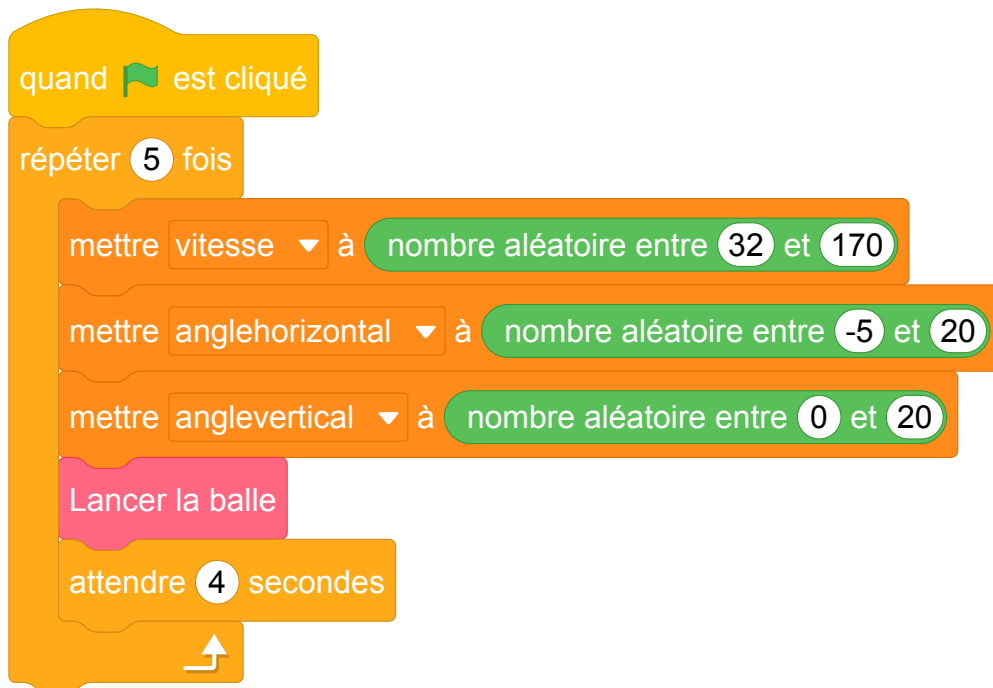 quand est cliqué
répéter 5 fois
mettre vitesse à nombre aléatoire entre 32 et 170
mettre anglehorizontal à nombre aléatoire entre -5 et 20
mettre anglevertical à nombre aléatoire entre 0 et 20
Lancer la balle
attendre 4 secondes